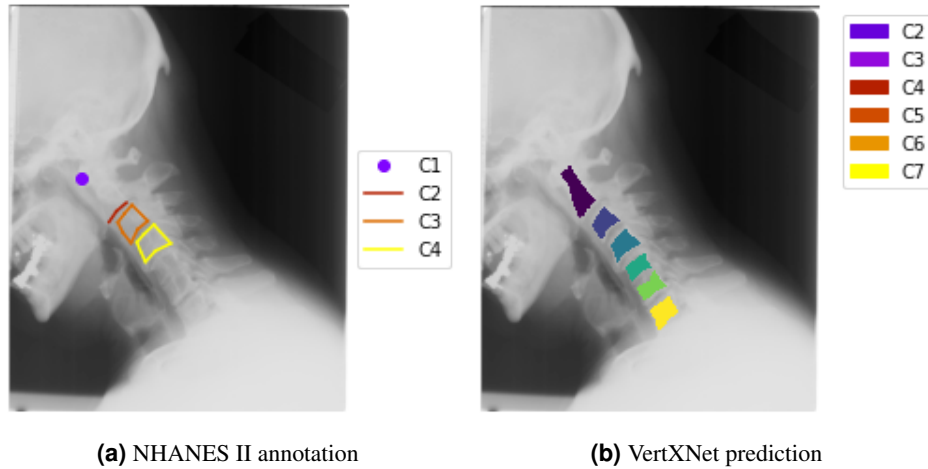 C1
C2
C3
C4
C2
C3
C4
C5
C6
C7
(a) NHANES II annotation
(b) VertXNet prediction